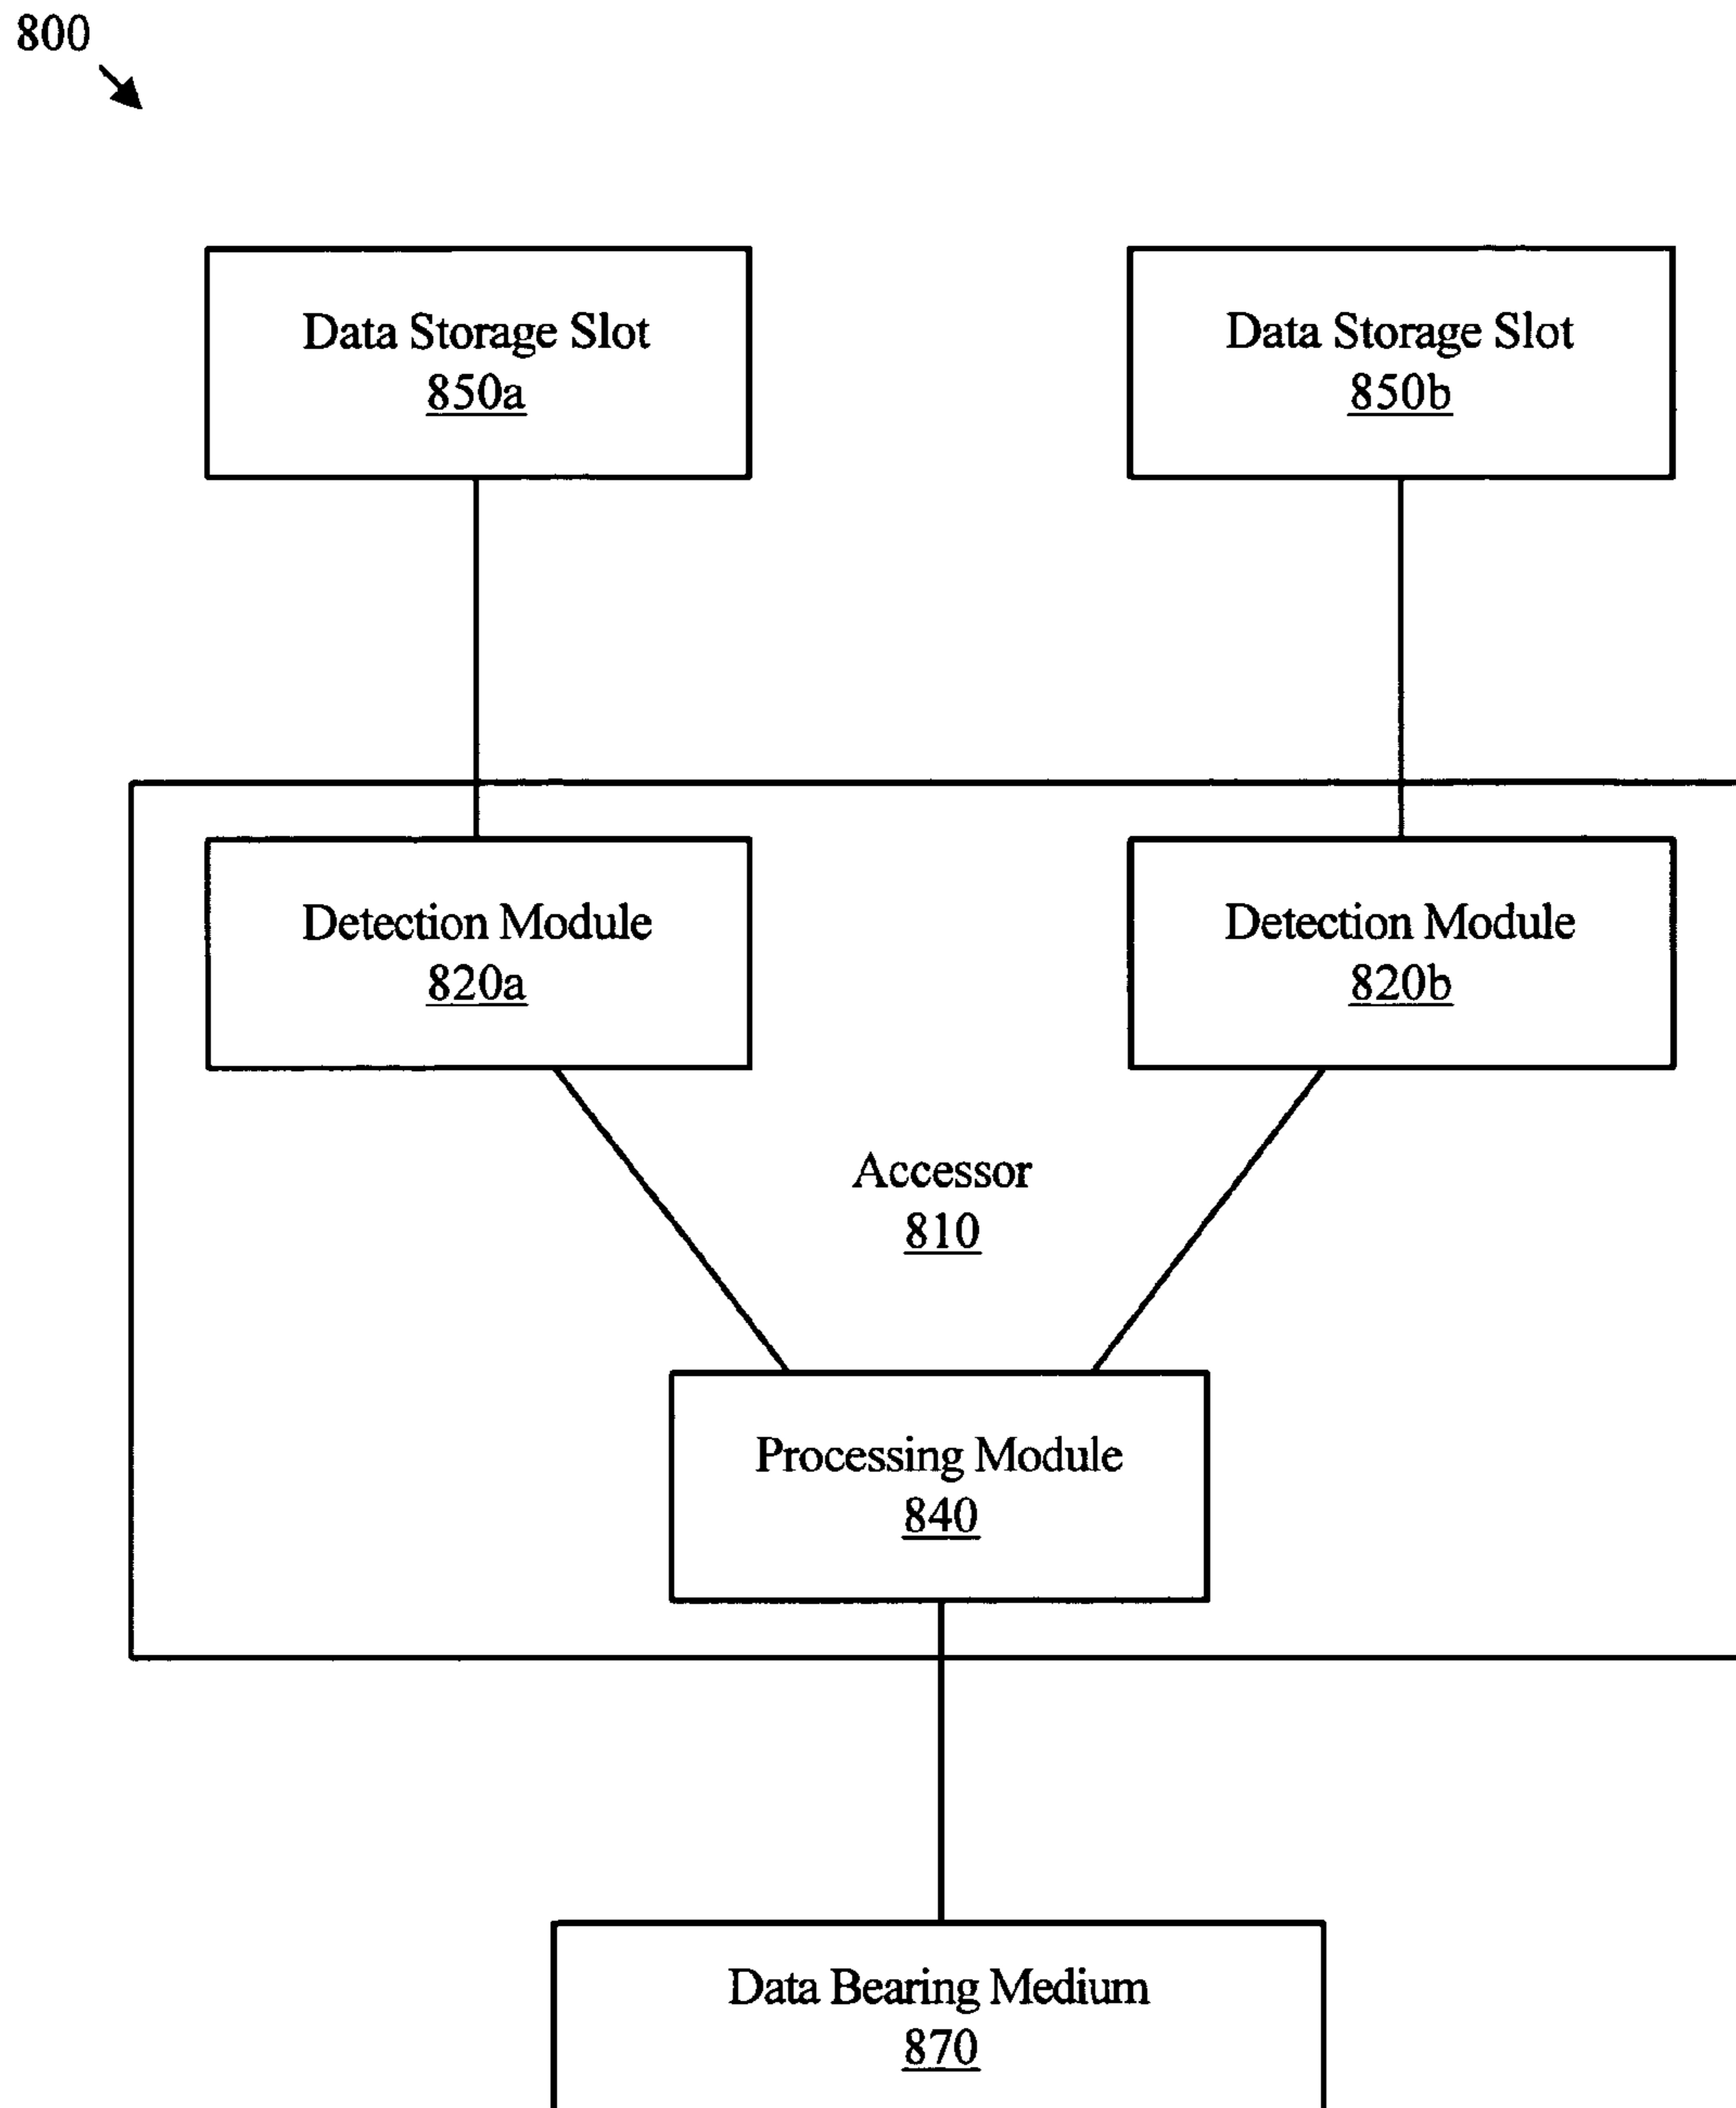 800
Data Storage Slot
850a
Data Storage Slot
850b
Detection Module
820a
Detection Module
820b
Accessor
810
Processing Module
840
Data Bearing Medium
870